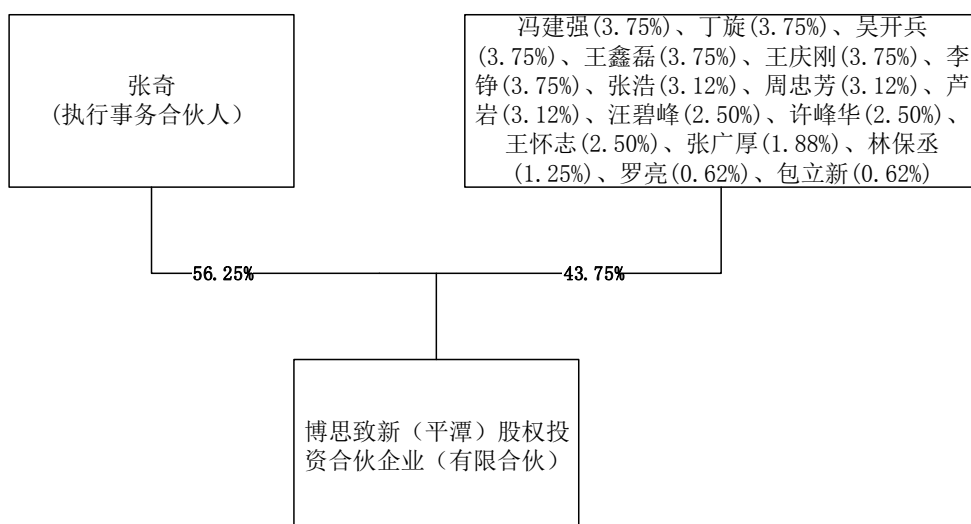 张奇
(执行事务合伙人）
冯建强(3.75%)、丁旋(3.75%)、吴开兵
(3.75%)、王鑫磊(3.75%)、王庆刚(3.75%)、李
铮(3.75%)、张浩(3.12%)、周忠芳(3.12%)、芦
岩(3.12%)、汪碧峰(2.50%)、许峰华(2.50%)、
王怀志(2.50%)、张广厚(1.88%)、林保丞
(1.25%)、罗亮(0.62%)、包立新(0.62%)
56.25%
43.75%
博思致新（平潭）股权投
资合伙企业（有限合伙）